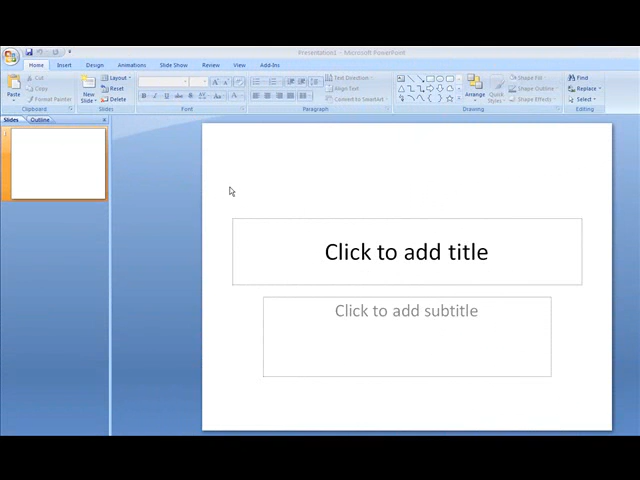 Presentation1 - Microsoft PowerPoint
Home Insert Design Animations Slide Show Review View Add-Ins
Paste Cut Copy Format Painter Clipboard
New Slide Layout Reset Delete Slides
Font
Text Direction Align Text Convert to SmartArt Paragraph
Arrange Quick Styles Shape Fill Shape Outline Shape Effects Drawing
Find Replace Select Editing
Slides Outline
Click to add title
Click to add subtitle